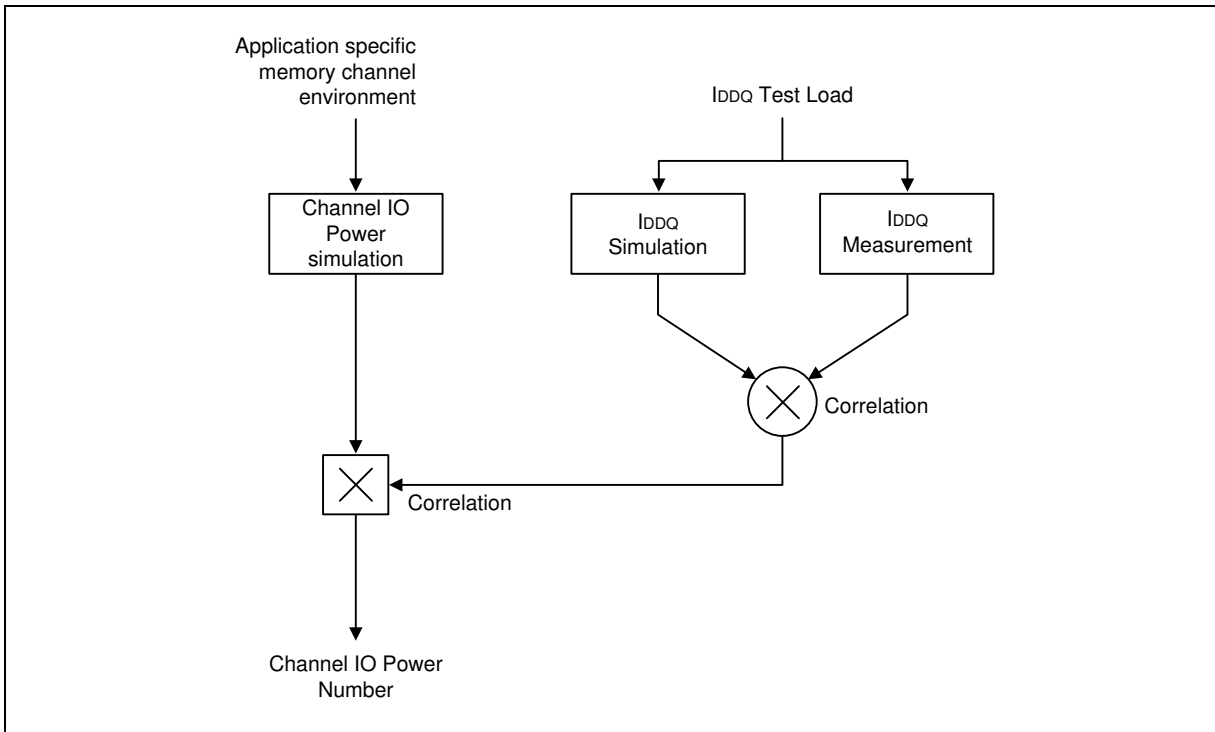 Application specific
memory channel
environment
IDDQ Test Load
Channel IO
Power
simulation
IDDQ
Simulation
IDDQ
Measurement
Correlation
Correlation
Channel IO Power
Number